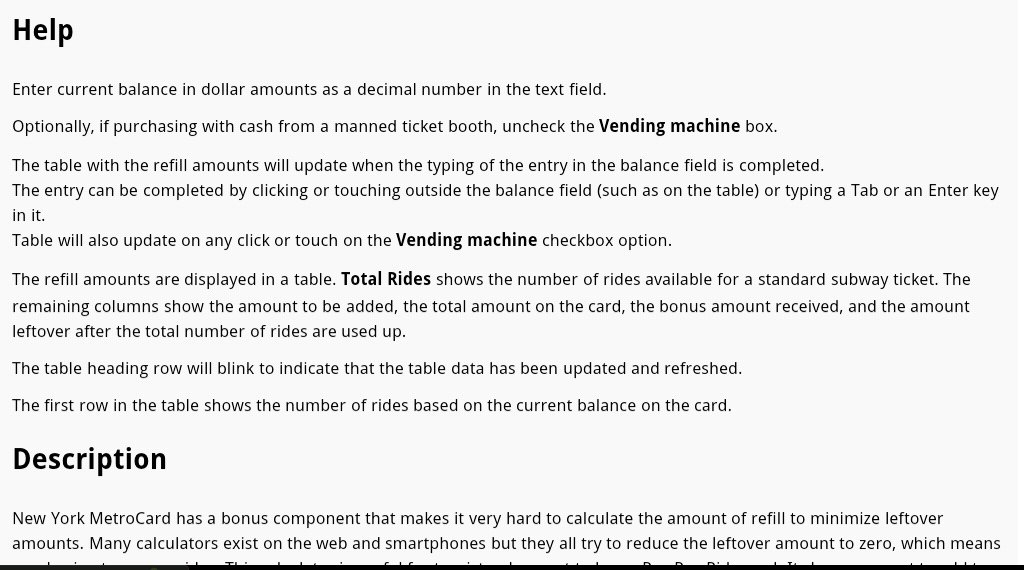 Help
Enter current balance in dollar amounts as a decimal number in the text field.
Optionally, if purchasing with cash from a manned ticket booth, uncheck the Vending machine box.
The table with the refill amounts will update when the typing of the entry in the balance field is completed.
The entry can be completed by clicking or touching outside the balance field (such as on the table) or typing a Tab or an Enter key
in it.
Table will also update on any click or touch on the Vending machine checkbox option.
The refill amounts are displayed in a table. Total Rides shows the number of rides available for a standard subway ticket. The
remaining columns show the amount to be added, the total amount on the card, the bonus amount received, and the amount
leftover after the total number of rides are used up.
The table heading row will blink to indicate that the table data has been updated and refreshed.
The first row in the table shows the number of rides based on the current balance on the card.
Description
New York MetroCard has a bonus component that makes it very hard to calculate the amount of refill to minimize leftover
amounts. Many calculators exist on the web and smartphones but they all try to reduce the leftover amount to zero, which means